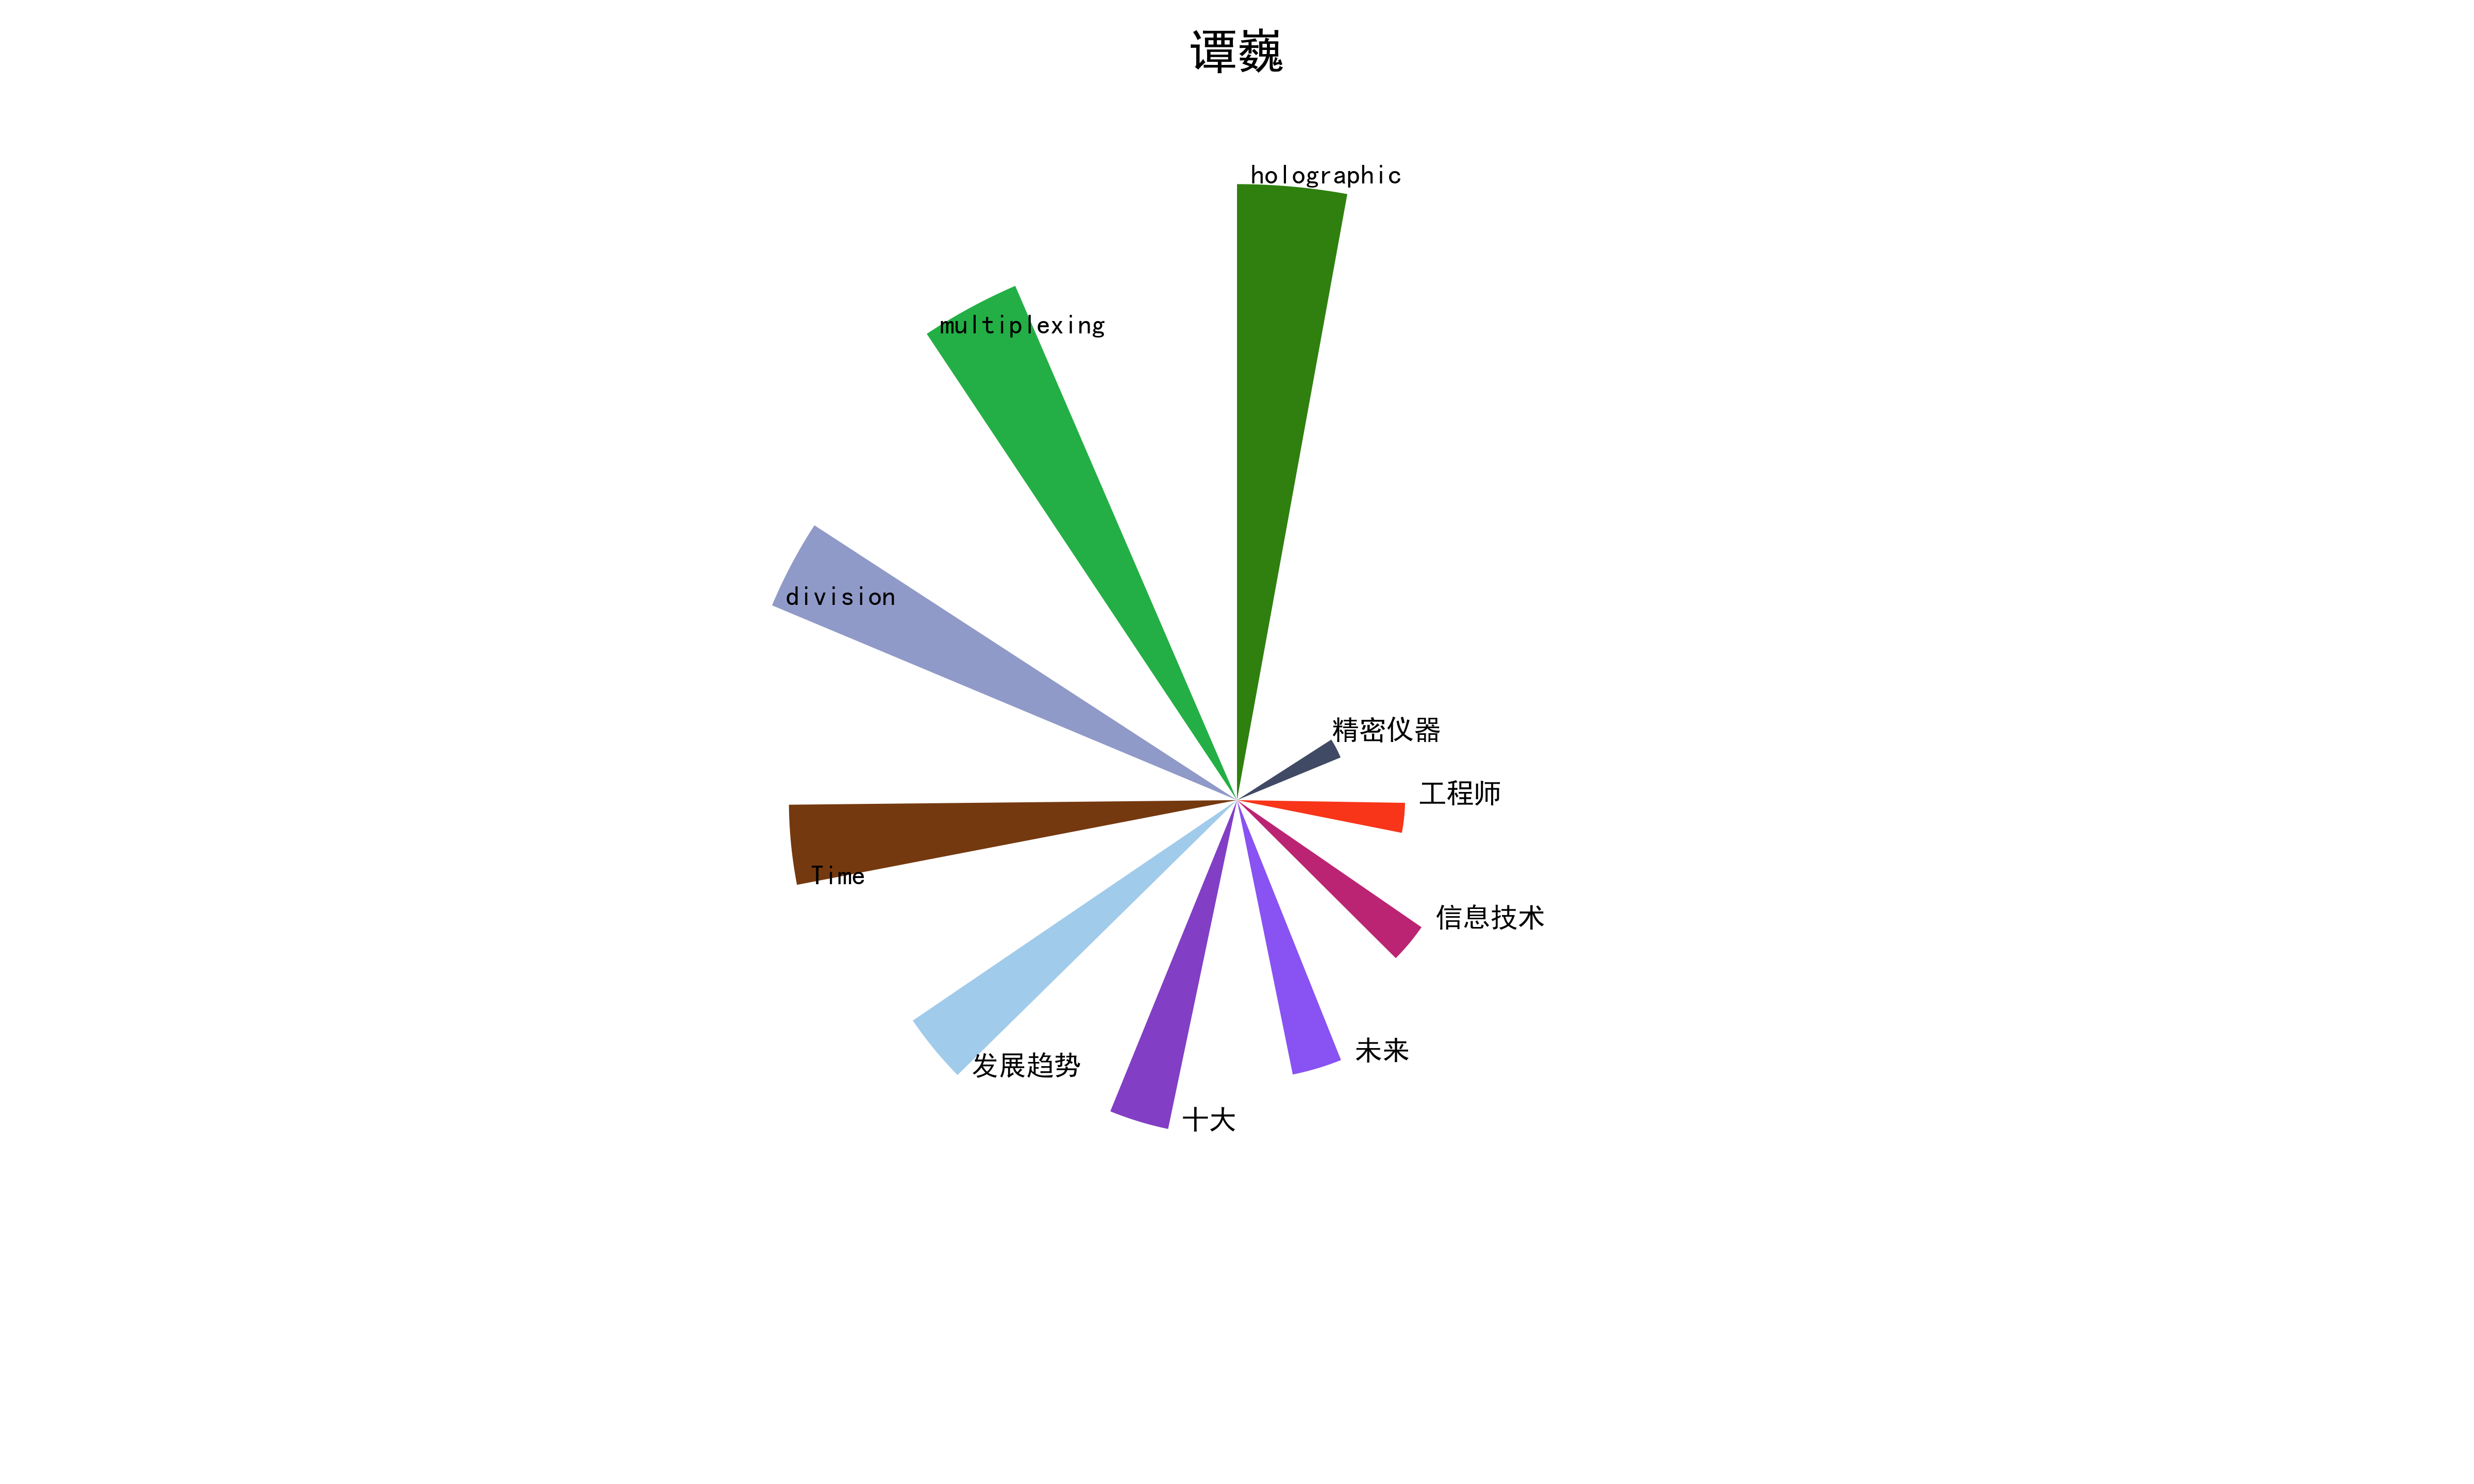 谭巍
holographic
multiplexing
division
精密仪器
工程师
Time
信息技术
未来
发展趋势
十大